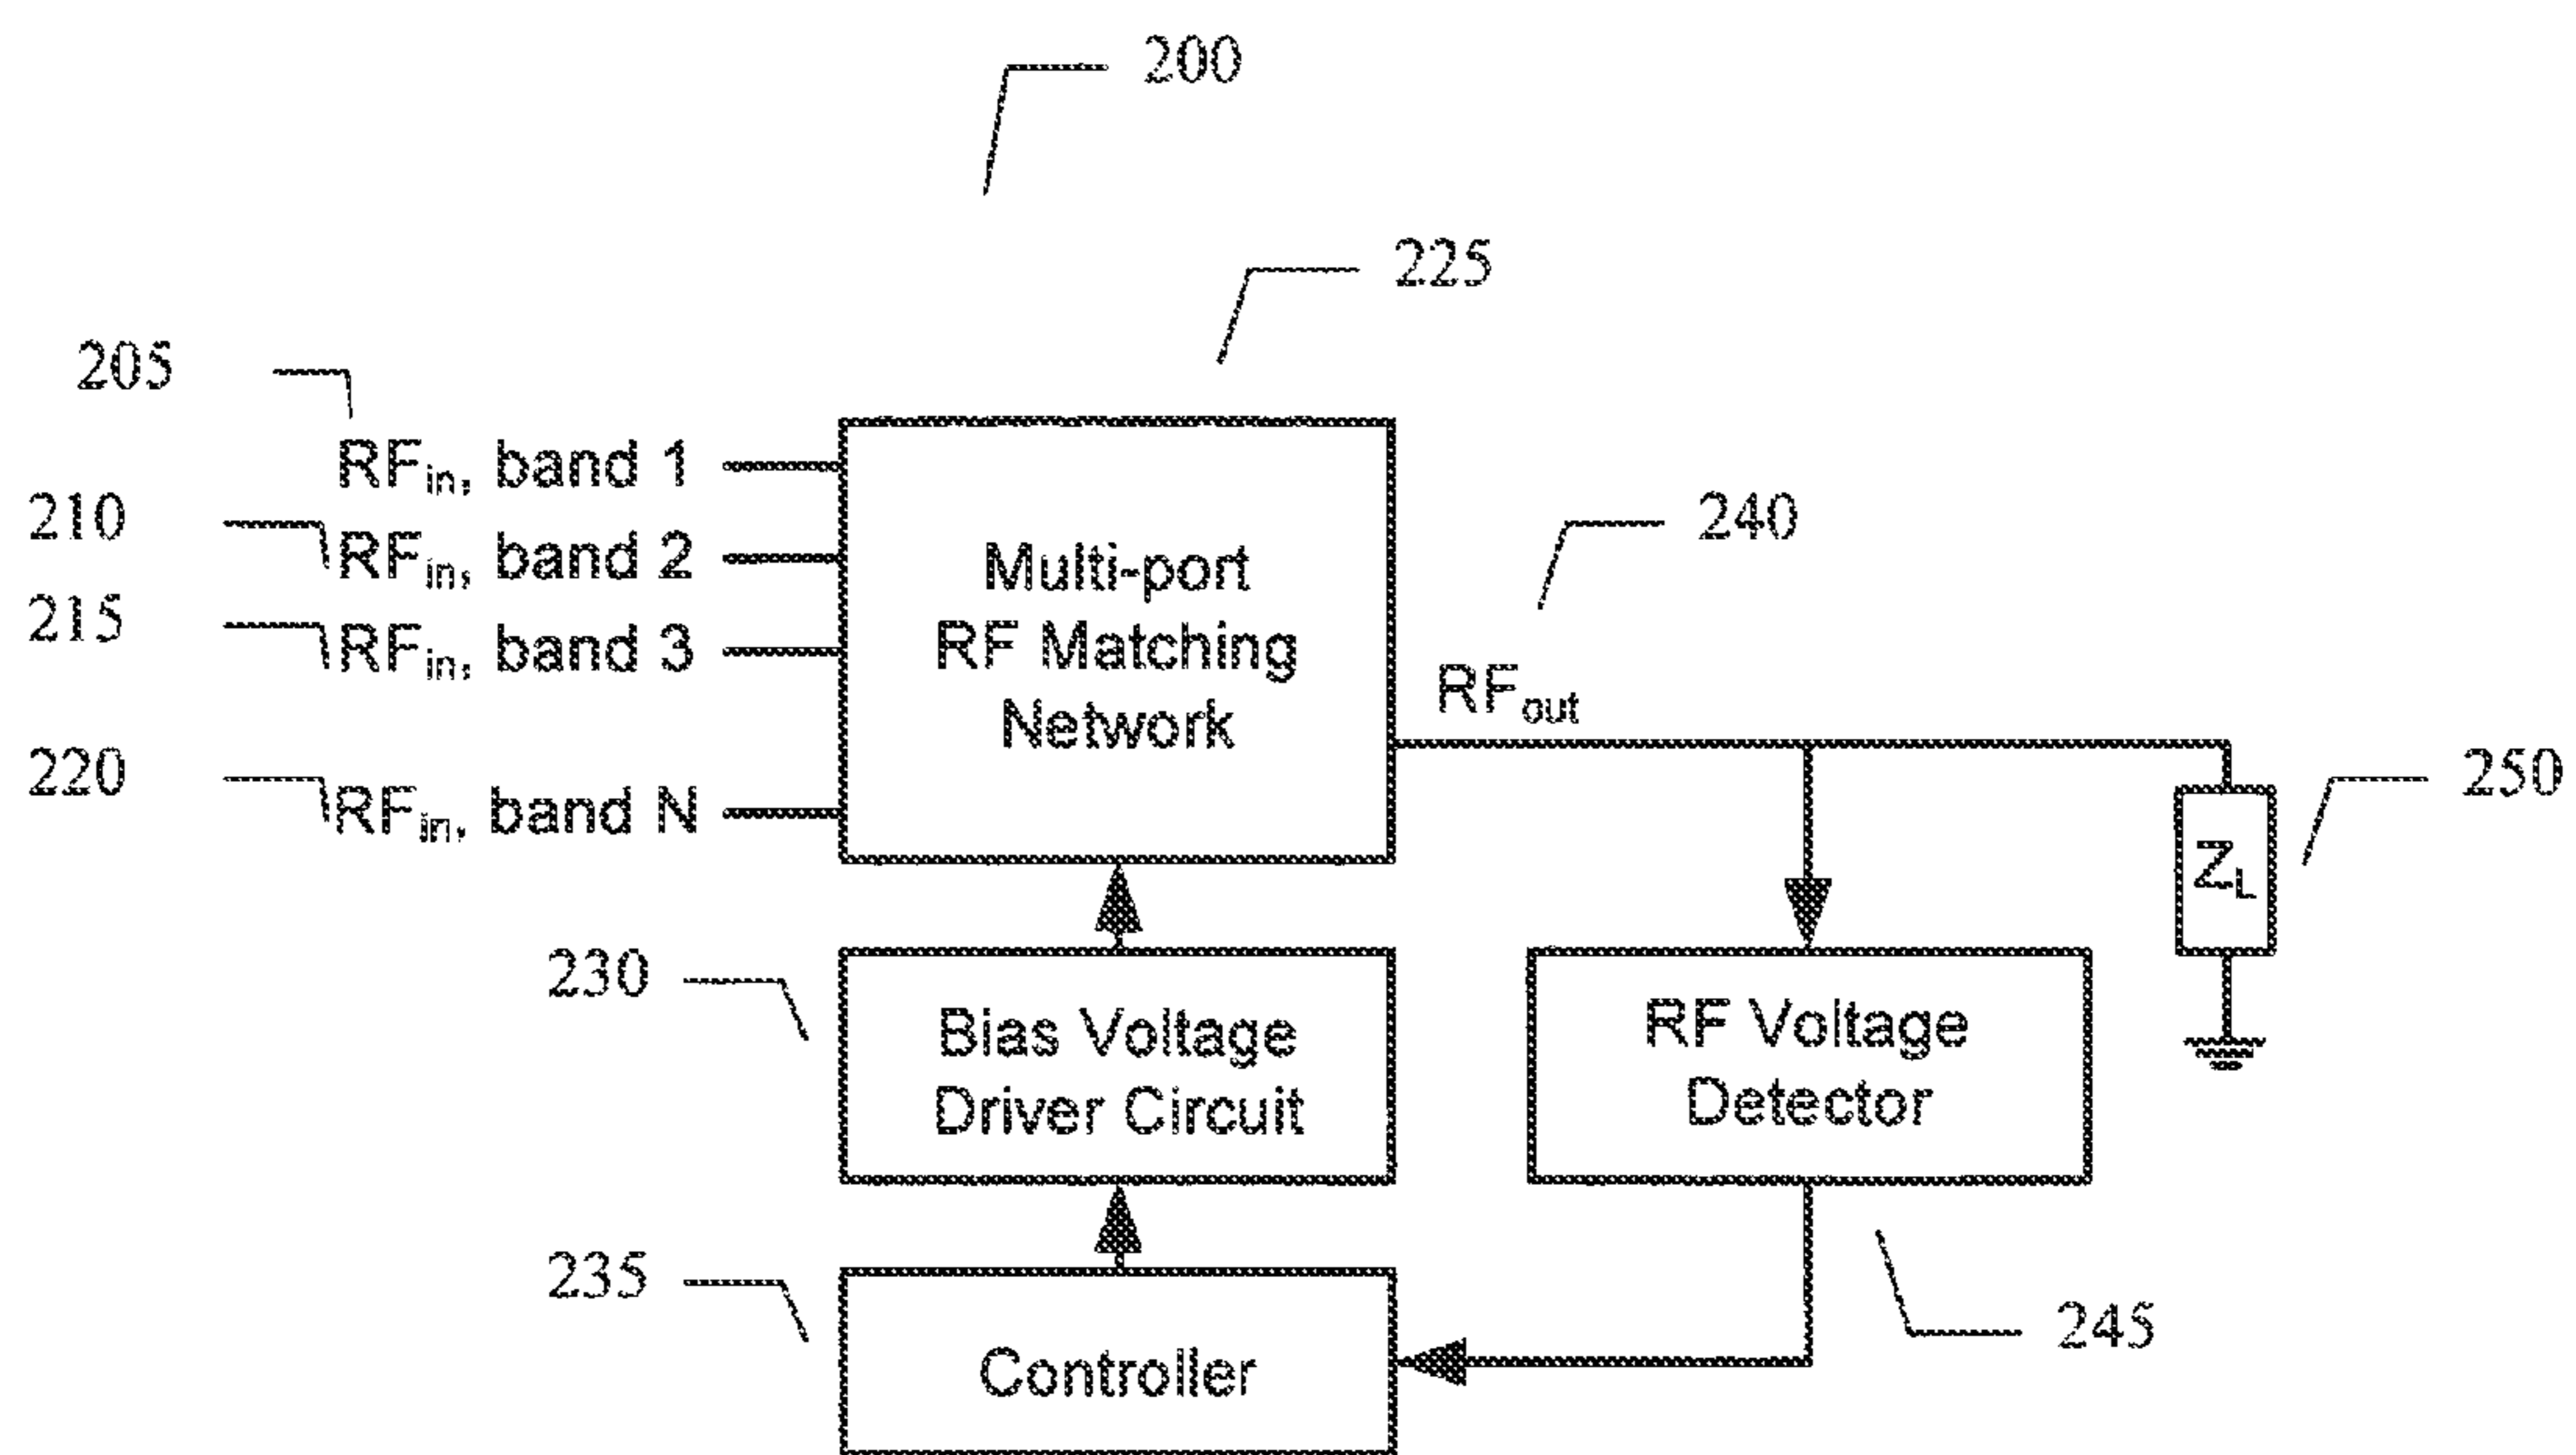 200
225
205
RFin, band 1
210
RFin, band 2
215
RFin, band 3
220
RFin, band N
Multi-port
RF Matching
Network
240
RFout
250
ZL
230
Bias Voltage
Driver Circuit
RF Voltage
Detector
245
235
Controller